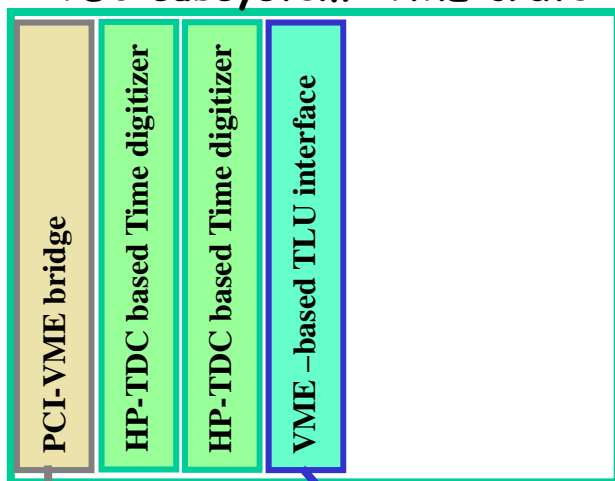 PCI-VME bridge
HP-TDC based Time digitizer
HP-TDC based Time digitizer
VME –based TLU interface